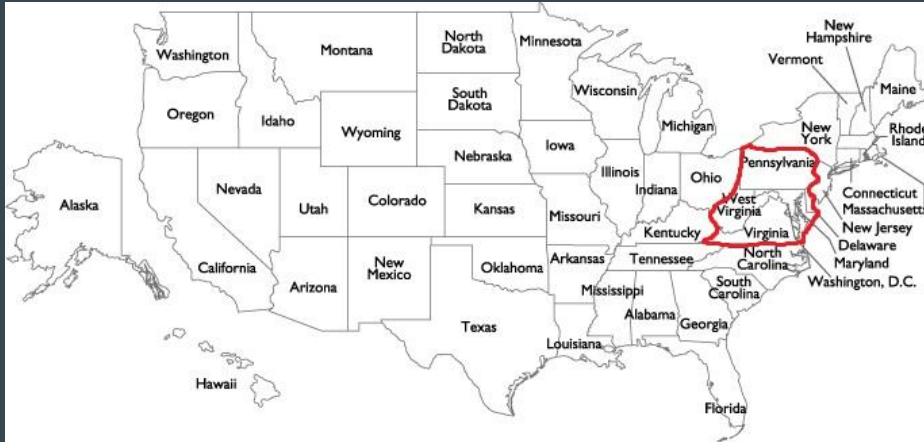 Washington
Montana
North
Dakota
Minnesota
New
Hampshire
Vermont
Maine
Oregon
Idaho
Wyoming
South
Dakota
Wisconsin
Michigan
New
York
Rhode
Island
Nevada
Utah
Colorado
Nebraska
Iowa
Illinois
Indiana
Ohio
Pennsylvania
Connecticut
Massachusetts
New Jersey
Delaware
Maryland
Washington, D.C.
Alaska
California
Arizona
New
Mexico
Kansas
Missouri
Kentucky
West
Virginia
Virginia
Oklahoma
Arkansas
Tennessee
North
Carolina
South
Carolina
Texas
Louisiana
Mississippi
Alabama
Georgia
Florida
Hawaii